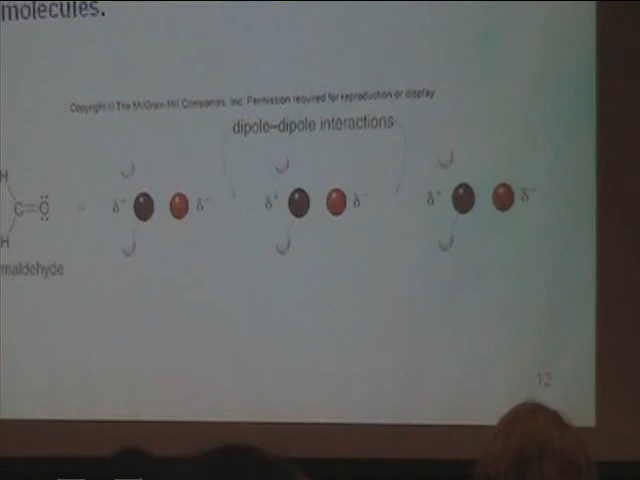 molecules.
Copyright © The McGraw-Hill Companies, Inc. Permission required for reproduction or display
dipole–dipole interactions
H
C=O
H
δ+ δ− δ+ δ− δ+ δ−
maldehyde
12